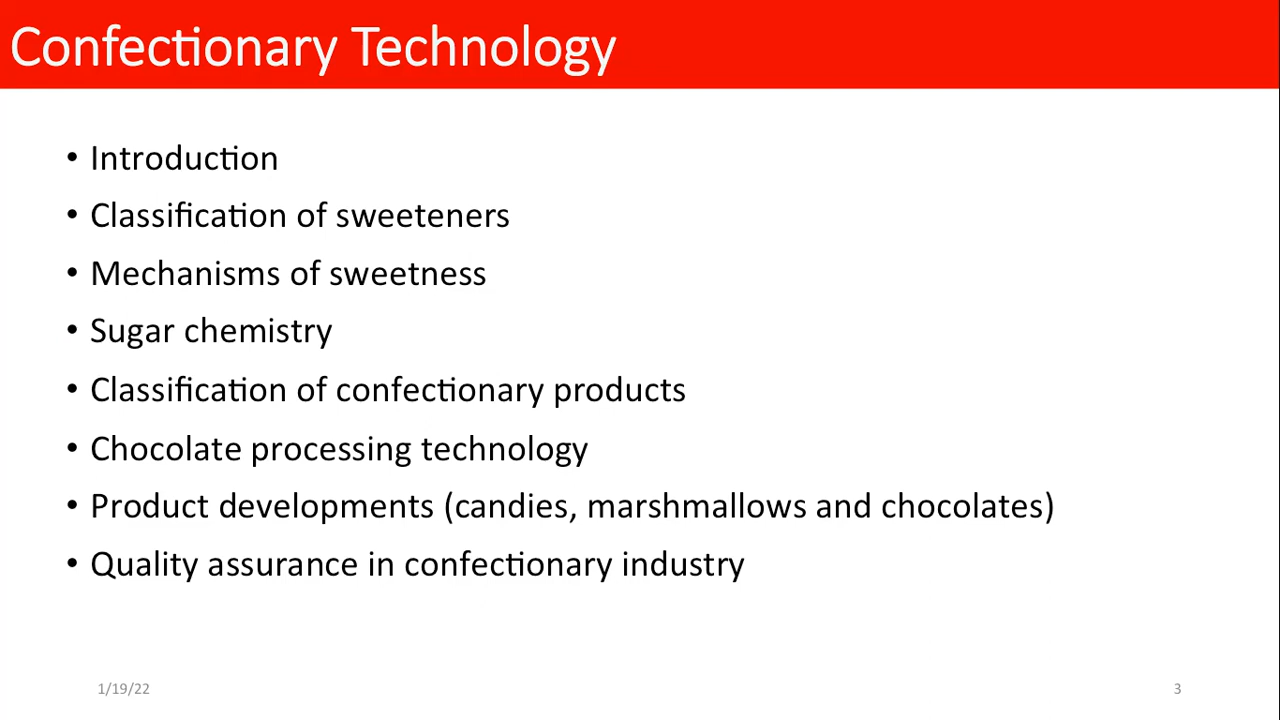 Confectionary Technology
• Introduction
• Classification of sweeteners
• Mechanisms of sweetness
• Sugar chemistry
• Classification of confectionary products
• Chocolate processing technology
• Product developments (candies, marshmallows and chocolates)
• Quality assurance in confectionary industry
1/19/22
3